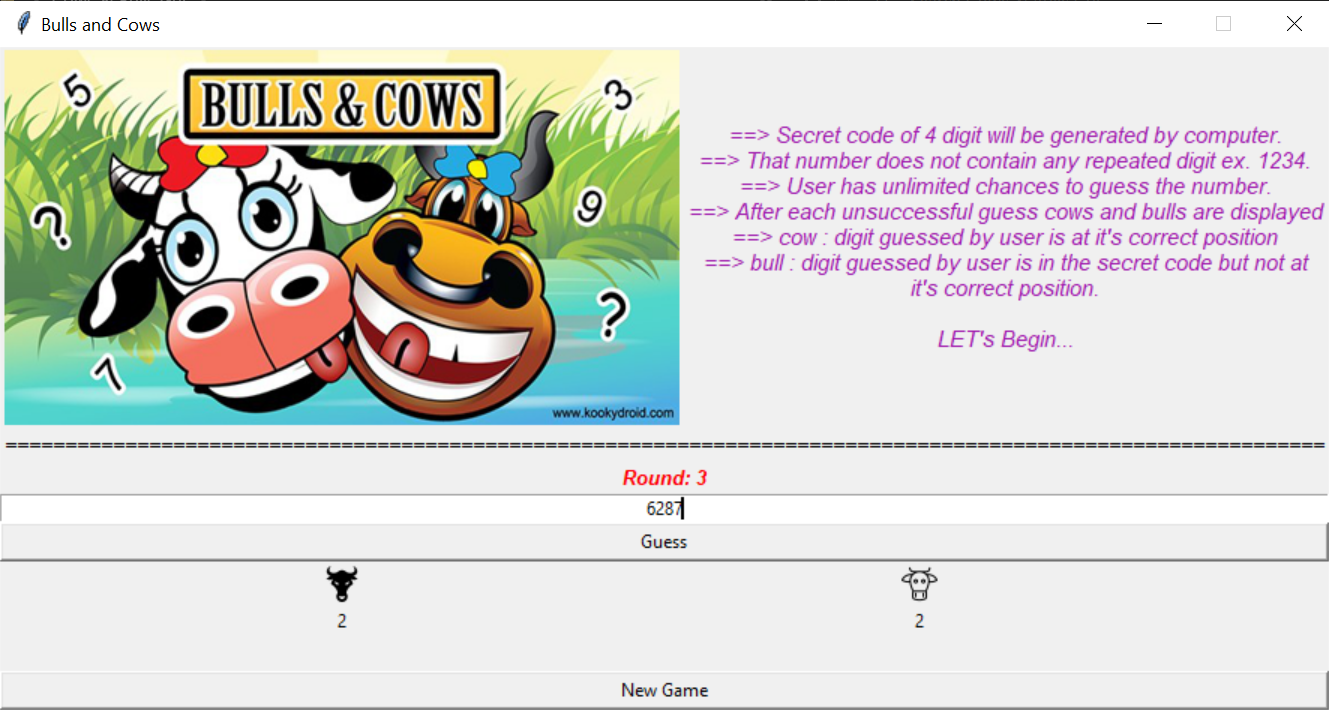 Bulls and Cows
BULLS & COWS
5
3
?
9
?
7
www.kookydroid.com
==> Secret code of 4 digit will be generated by computer.
==> That number does not contain any repeated digit ex. 1234.
==> User has unlimited chances to guess the number.
==> After each unsuccessful guess cows and bulls are displayed
==> cow : digit guessed by user is at it's correct position
==> bull : digit guessed by user is in the secret code but not at
it's correct position.
LET's Begin...
==============================================================================================================
Round: 3
6287
Guess
2 2
New Game